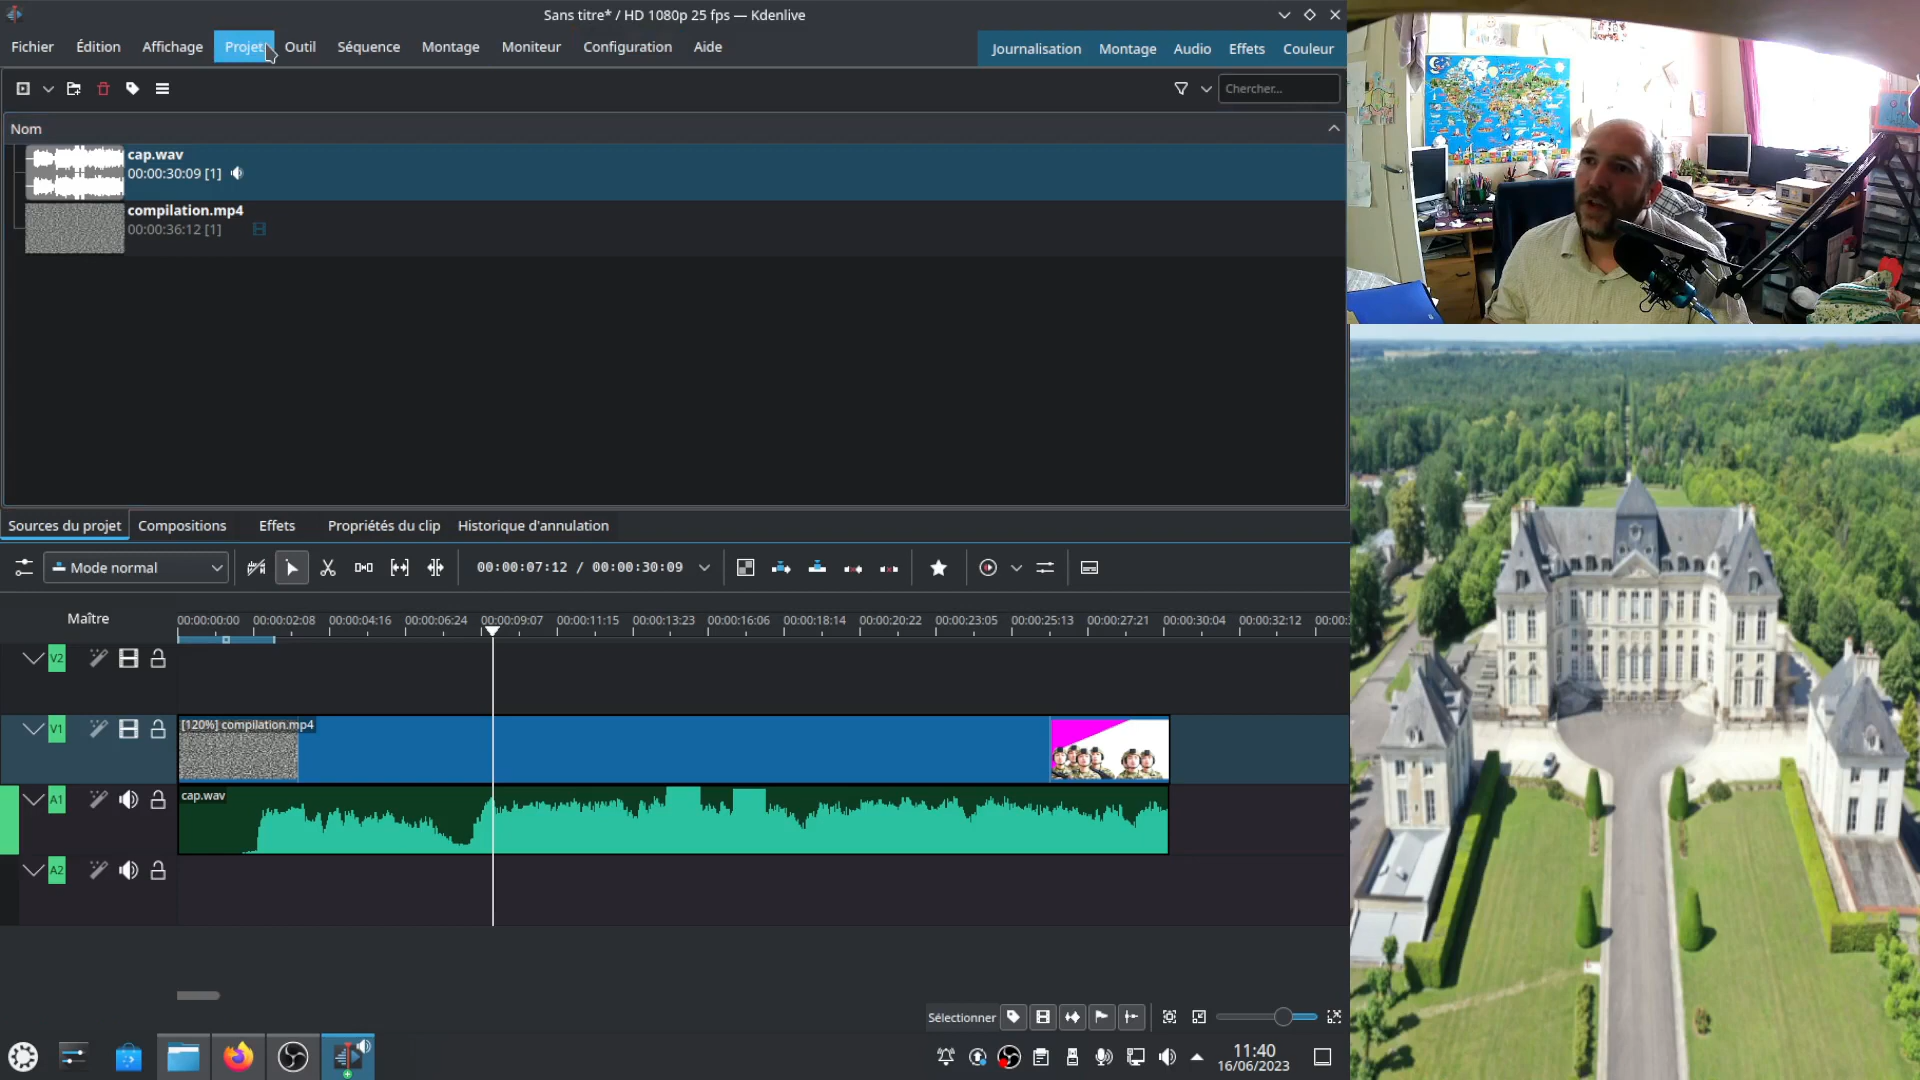 Sans titre* / HD 1080p 25 fps — Kdenlive
Fichier Édition Affichage Projet Outil Séquence Montage Moniteur Configuration Aide
Journalisation Montage Audio Effets Couleur
Chercher...
Nom
cap.wav
00:00:30:09 [1]
compilation.mp4
00:00:36:12 [1]
Sources du projet Compositions Effets Propriétés du clip Historique d'annulation
Mode normal 00:00:07:12 / 00:00:30:09
Maître 00:00:00:00 00:00:02:08 00:00:04:16 00:00:06:24 00:00:09:07 00:00:11:15 00:00:13:23 00:00:16:06 00:00:18:14 00:00:20:22 00:00:23:05 00:00:25:13 00:00:27:21 00:00:30:04 00:00:32:12 00:00:
V2
V1 [120%] compilation.mp4
A1 cap.wav
A2
Sélectionner
11:40
16/06/2023